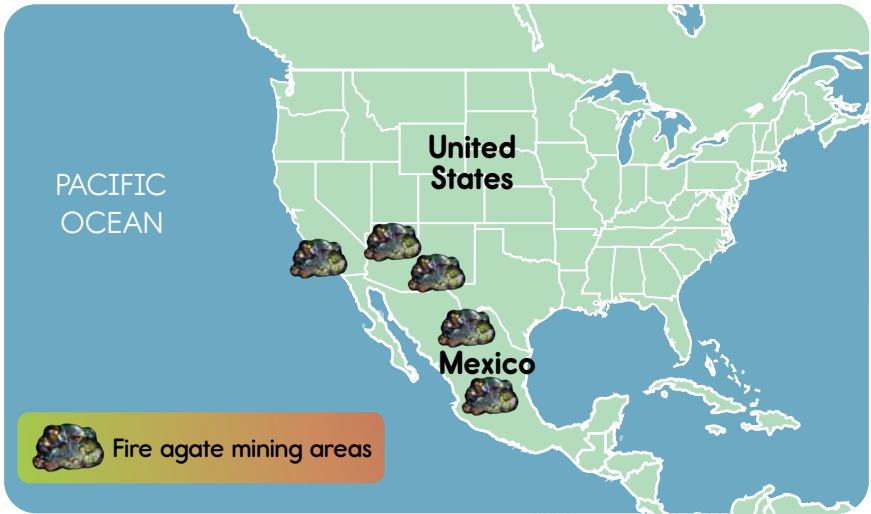 United
States
PACIFIC
OCEAN
Mexico
Fire agate mining areas